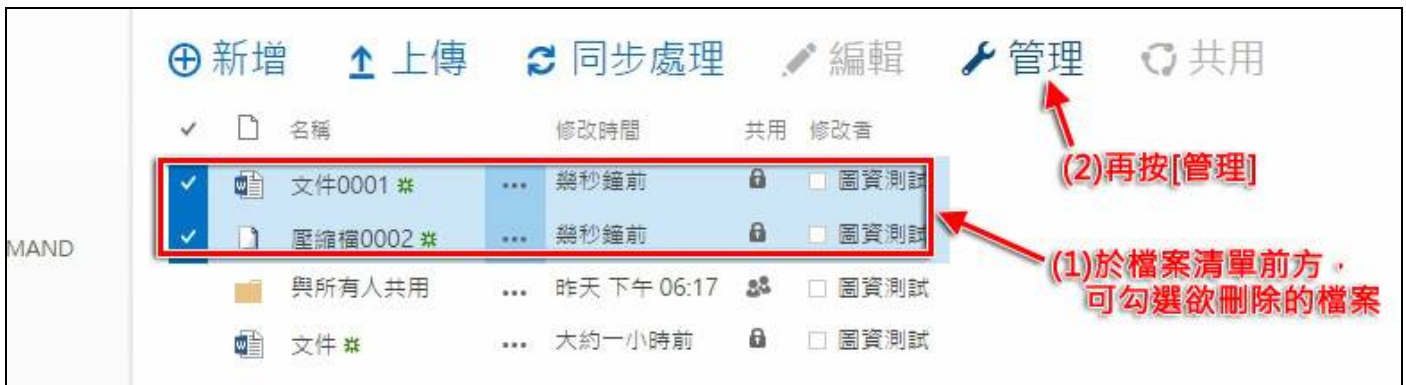 新增 上傳 同步處理 編輯 管理 共用
名稱 修改時間 共用 修改者
文件0001 ... 幾秒鐘前 圖資測試
壓縮檔0002 ... 幾秒鐘前 圖資測試
與所有人共用 ... 昨天 下午 06:17 圖資測試
文件 ... 大約一小時前 圖資測試
(2)再按[管理]
MAND
(1)於檔案清單前方，
可勾選欲刪除的檔案